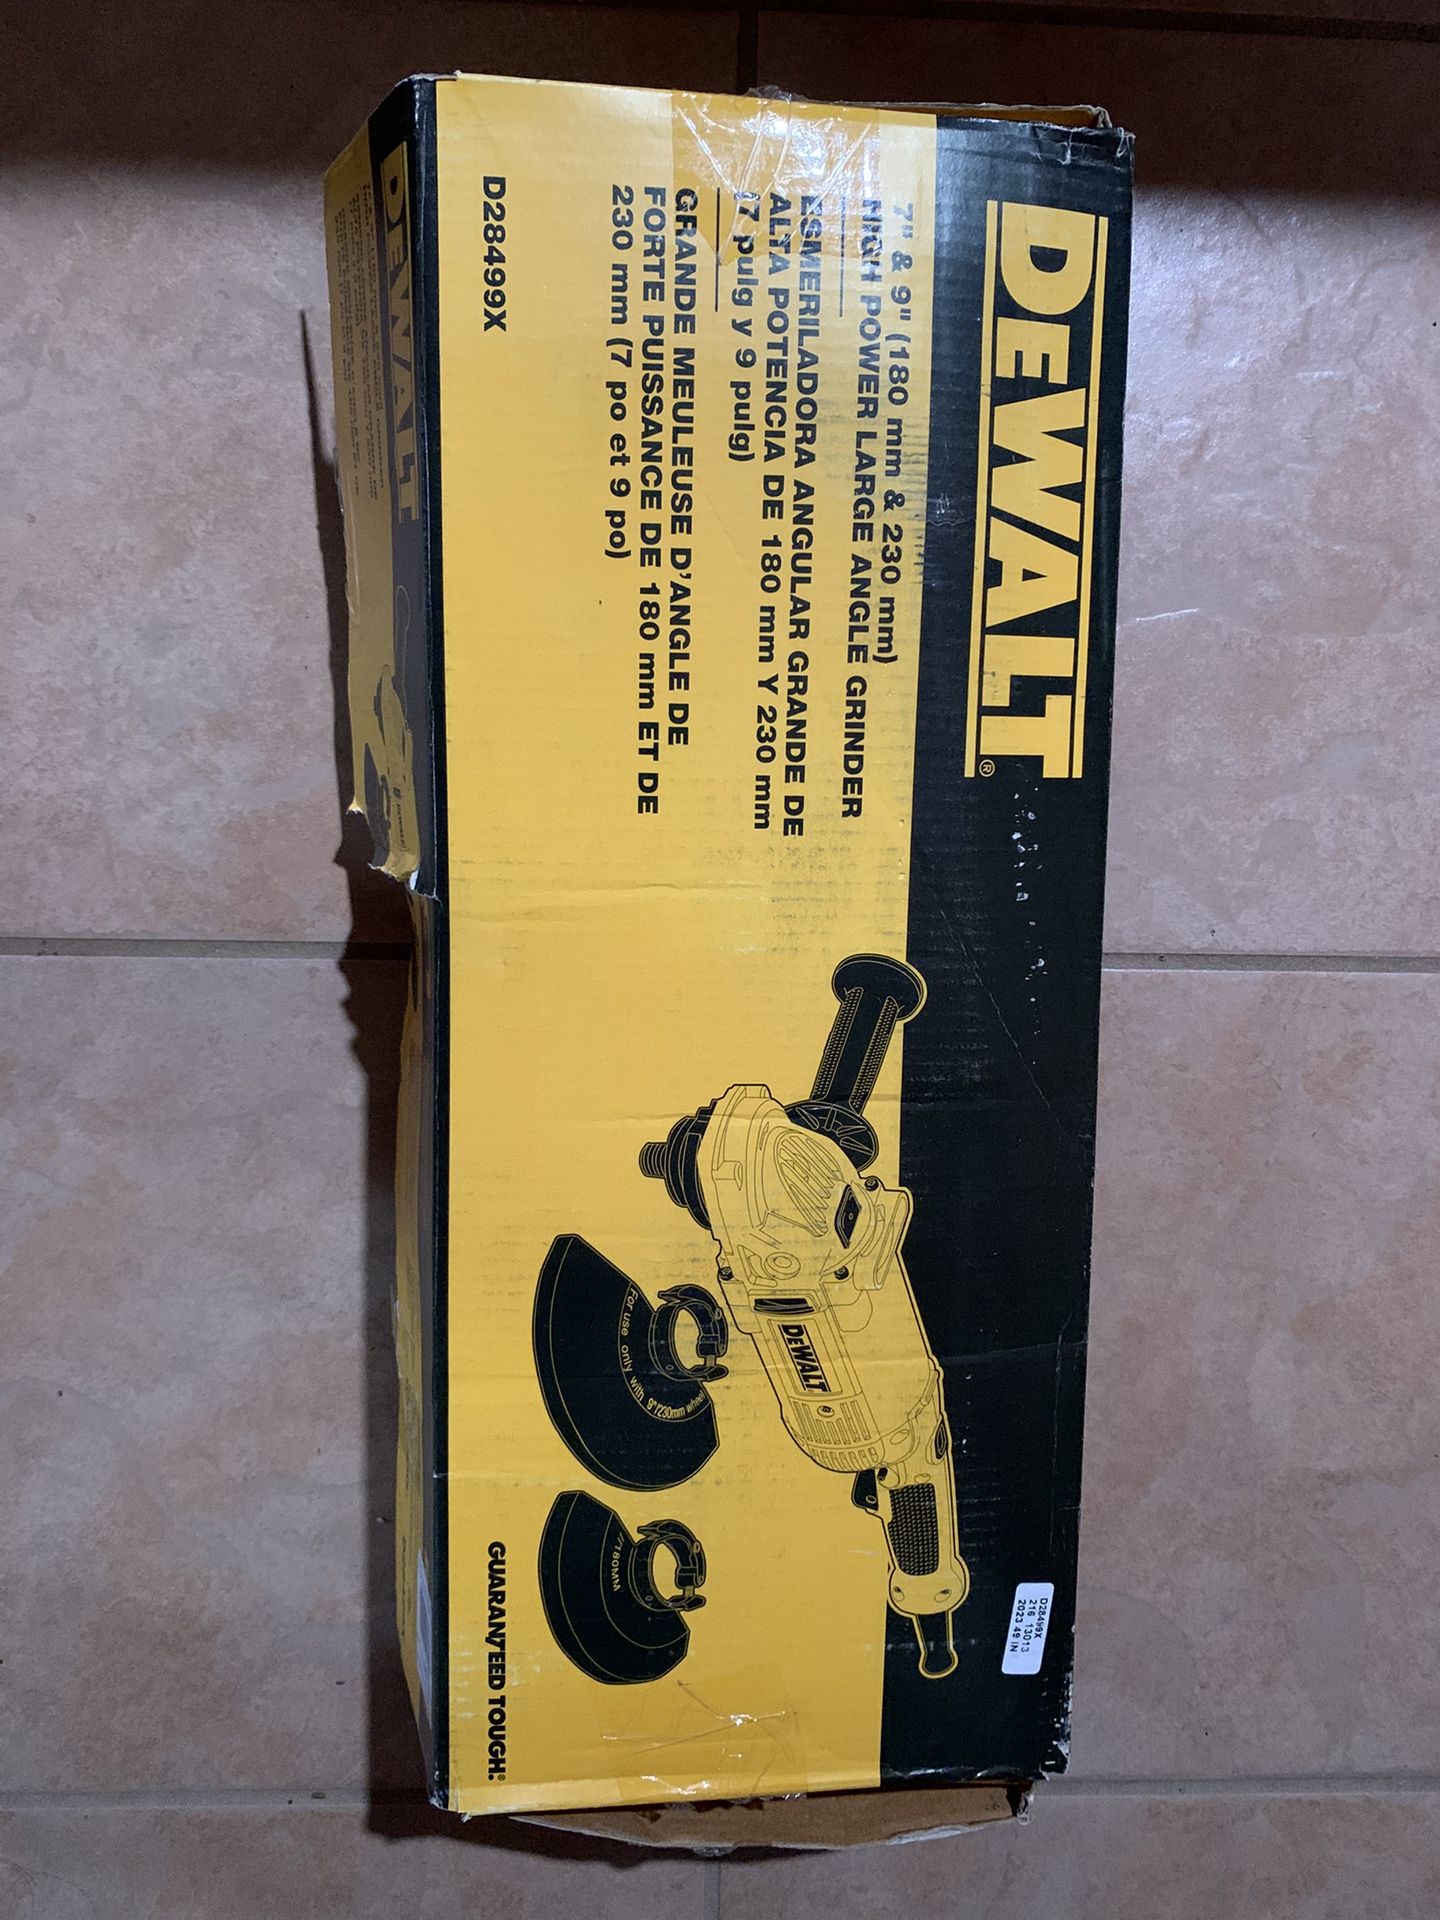 DEWALT®
7" & 9" (180 mm & 230 mm)
HIGH POWER LARGE ANGLE GRINDER
ESMERILADORA ANGULAR GRANDE DE
ALTA POTENCIA DE 180 mm Y 230 mm
(7 pulg y 9 pulg)
GRANDE MEULEUSE D'ANGLE DE
FORTE PUISSANCE DE 180 mm ET DE
230 mm (7 po et 9 po)
D28499X
DEWALT
For use only with 9"/230mm wheel
7"/180MM
GUARANTEED TOUGH.®
D28499X
216 13013
2023 49 IN
DEWALT